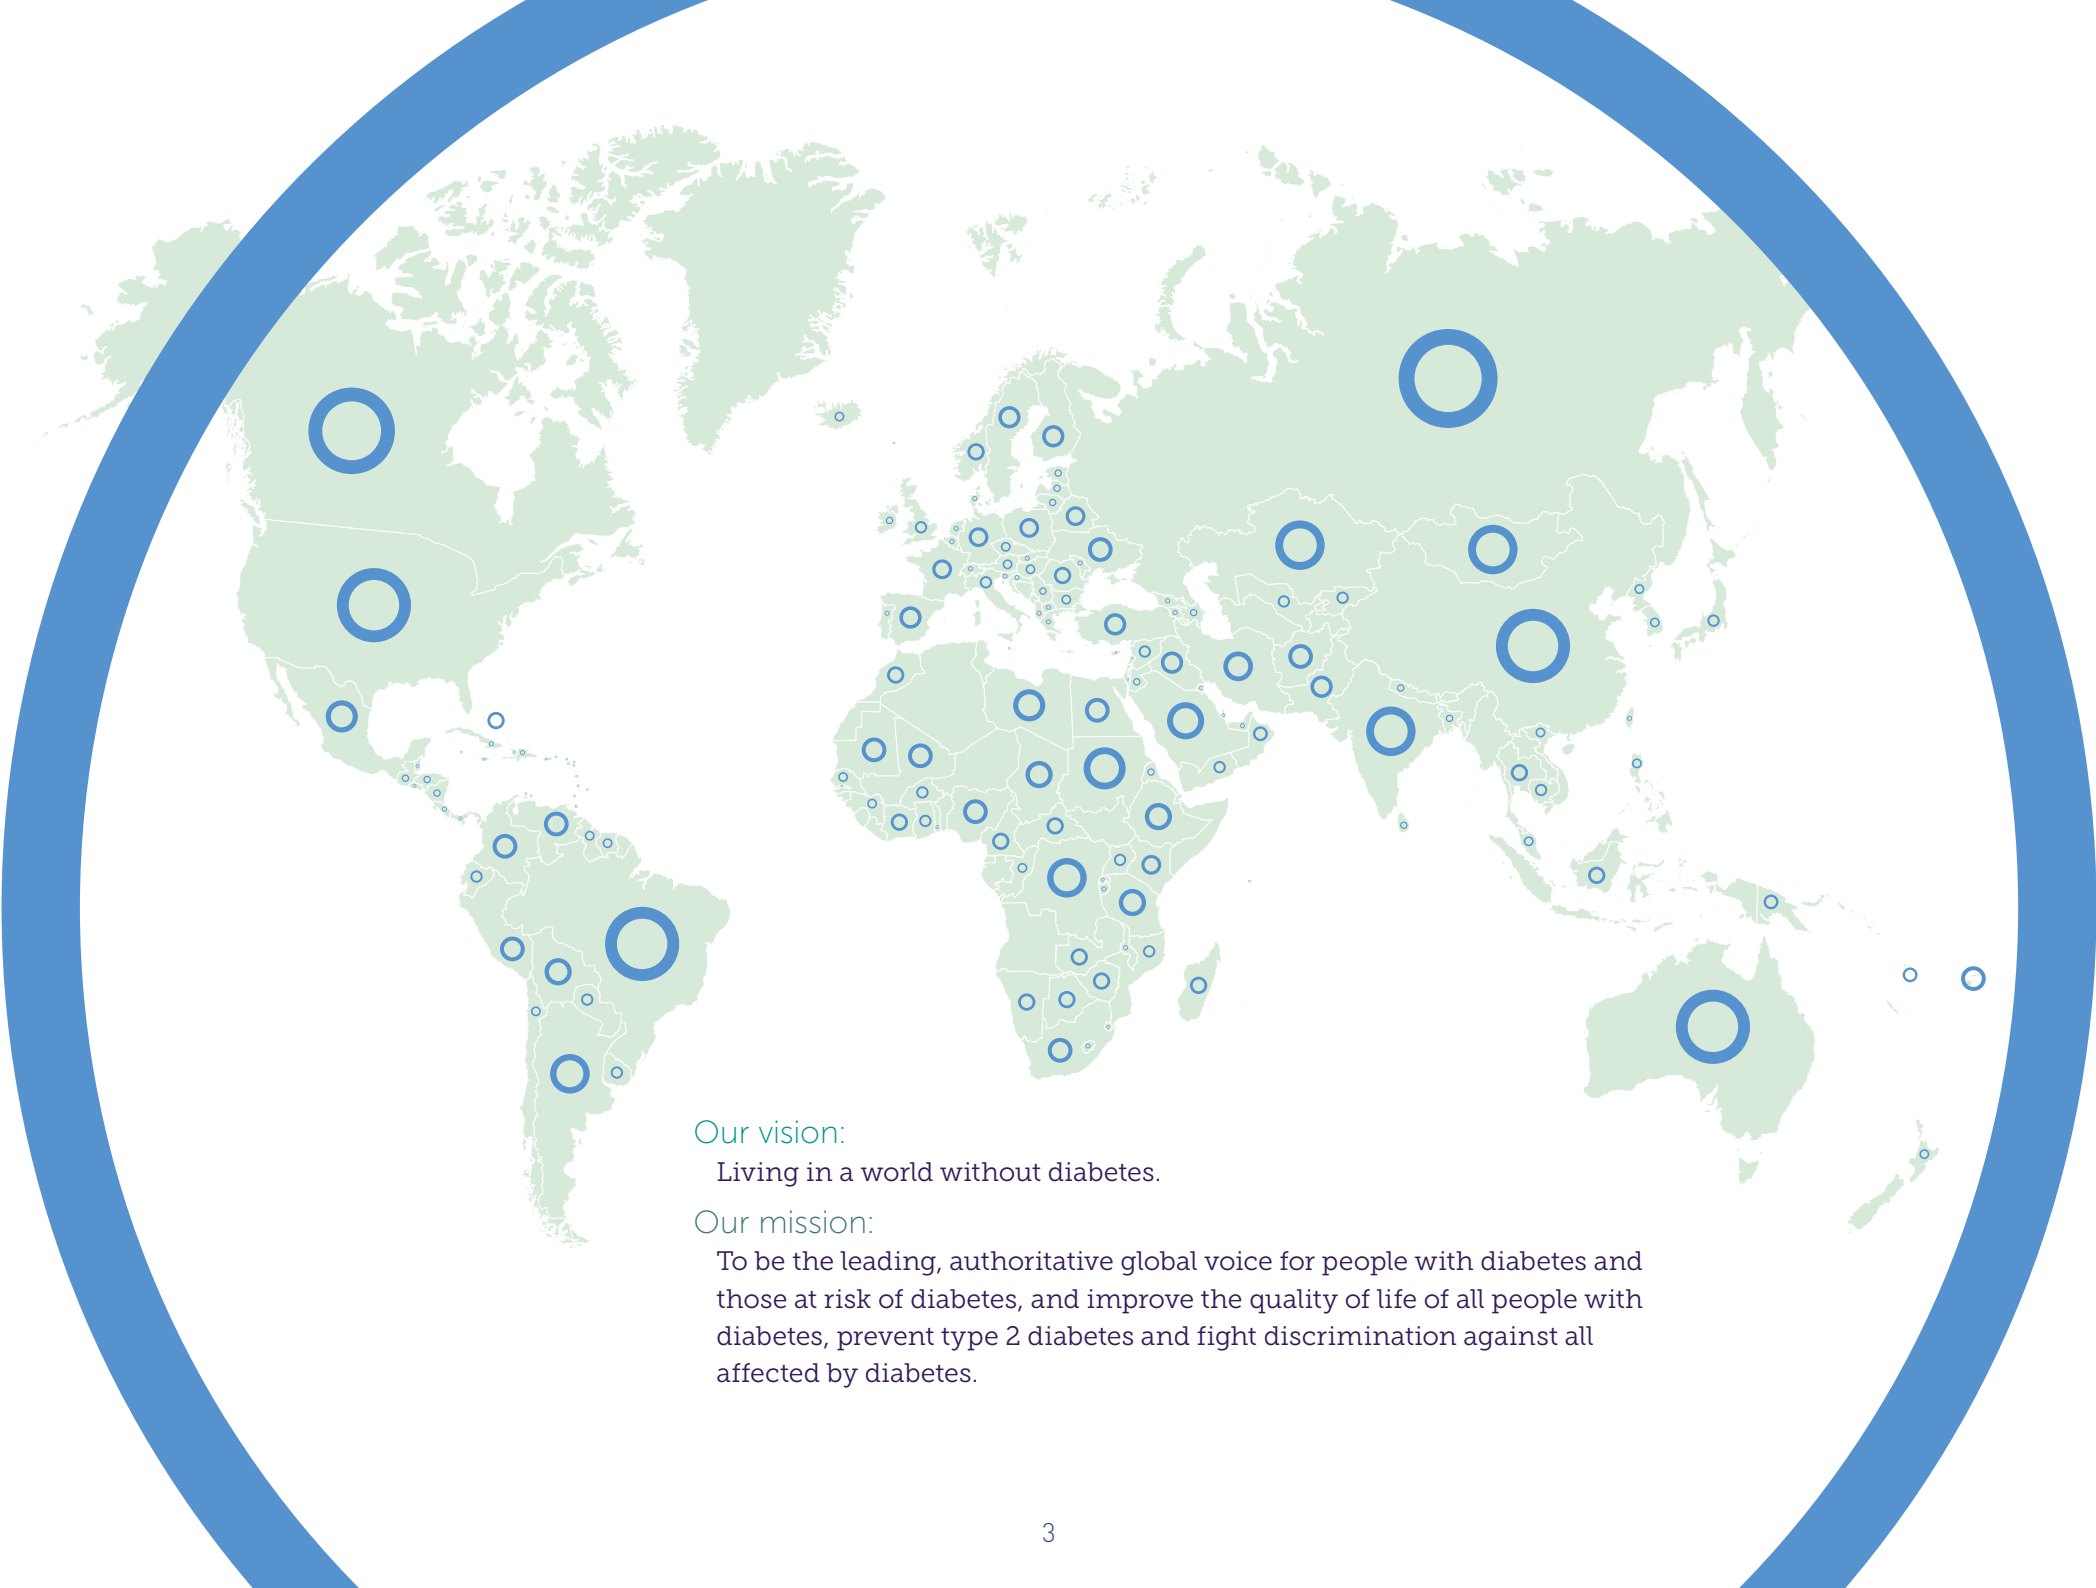 Our vision:
Living in a world without diabetes.
Our mission:
To be the leading, authoritative global voice for people with diabetes and
those at risk of diabetes, and improve the quality of life of all people with
diabetes, prevent type 2 diabetes and fight discrimination against all
affected by diabetes.
3